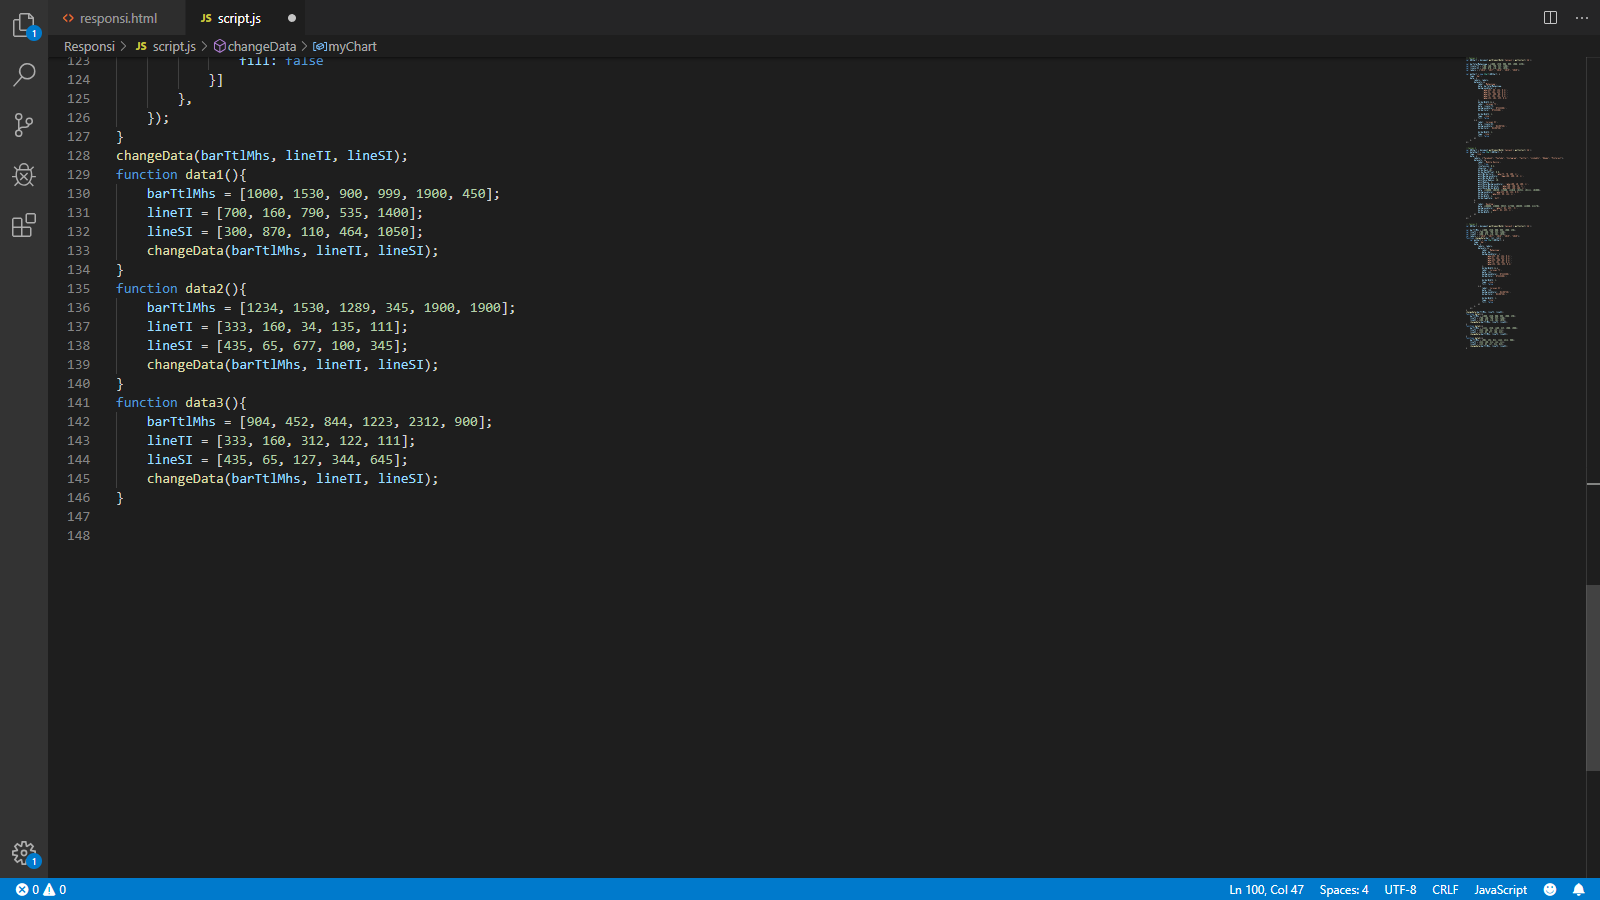 responsi.html
JS script.js
Responsi > JS script.js > changeData > myChart
123 fill: false
124 }]
125 },
126 });
127 }
128 changeData(barTtlMhs, lineTI, lineSI);
129 function data1(){
130 barTtlMhs = [1000, 1530, 900, 999, 1900, 450];
131 lineTI = [700, 160, 790, 535, 1400];
132 lineSI = [300, 870, 110, 464, 1050];
133 changeData(barTtlMhs, lineTI, lineSI);
134 }
135 function data2(){
136 barTtlMhs = [1234, 1530, 1289, 345, 1900, 1900];
137 lineTI = [333, 160, 34, 135, 111];
138 lineSI = [435, 65, 677, 100, 345];
139 changeData(barTtlMhs, lineTI, lineSI);
140 }
141 function data3(){
142 barTtlMhs = [904, 452, 844, 1223, 2312, 900];
143 lineTI = [333, 160, 312, 122, 111];
144 lineSI = [435, 65, 127, 344, 645];
145 changeData(barTtlMhs, lineTI, lineSI);
146 }
147
148
1
1
0 0 Ln 100, Col 47 Spaces: 4 UTF-8 CRLF JavaScript